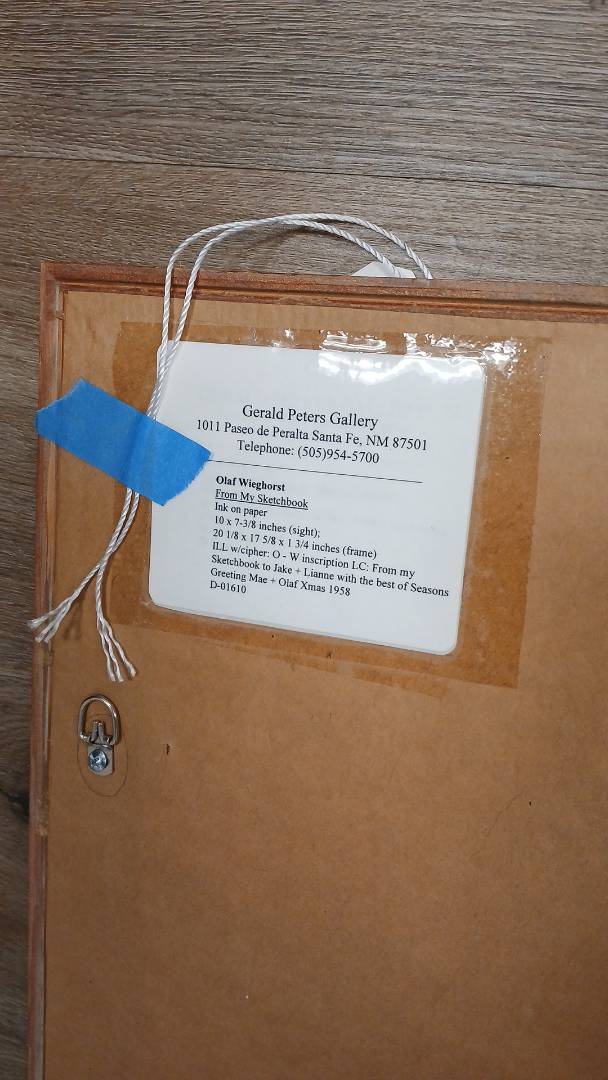 Gerald Peters Gallery
1011 Paseo de Peralta Santa Fe, NM 87501
Telephone: (505)954-5700
Olaf Wieghorst
From My Sketchbook
Ink on paper
10 x 7-3/8 inches (sight);
20 1/8 x 17 5/8 x 1 3/4 inches (frame)
ILL w/cipher: O - W inscription LC: From my
Sketchbook to Jake + Lianne with the best of Seasons
Greeting Mae + Olaf Xmas 1958
D-01610